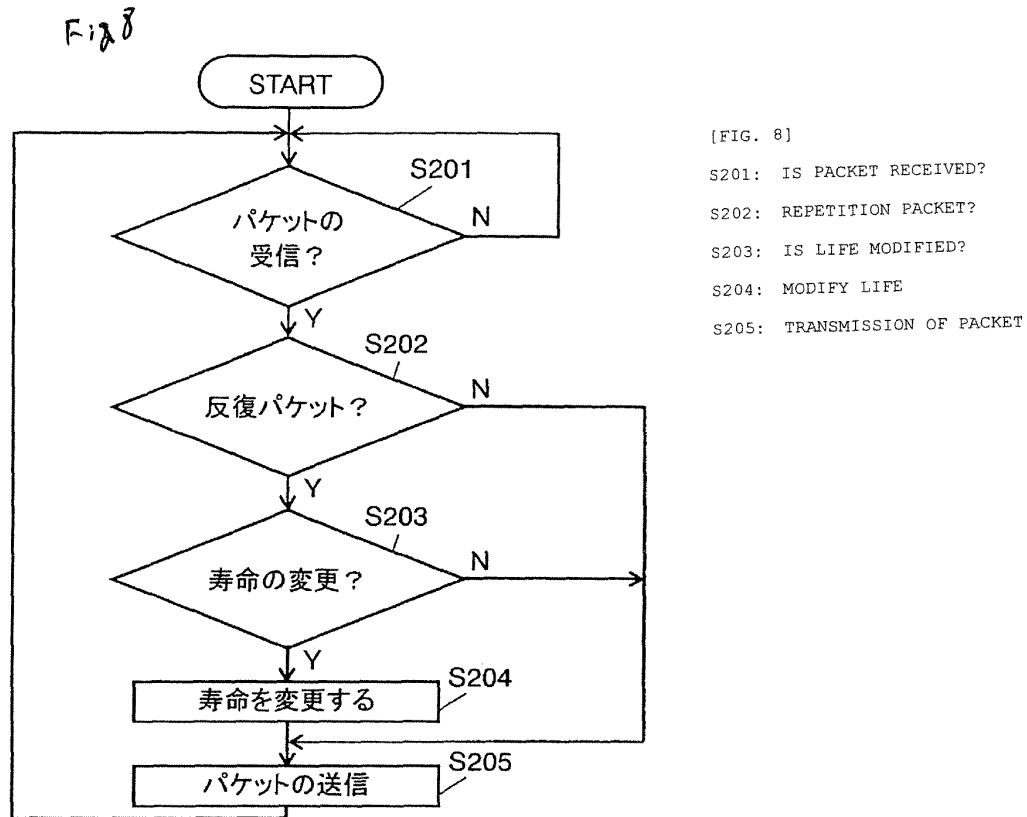 Fig 8
START
S201
パケットの
受信？
N
Y
S202
反復パケット？
N
Y
S203
寿命の変更？
N
Y
S204
寿命を変更する
S205
パケットの送信
[FIG. 8]
S201: IS PACKET RECEIVED?
S202: REPETITION PACKET?
S203: IS LIFE MODIFIED?
S204: MODIFY LIFE
S205: TRANSMISSION OF PACKET